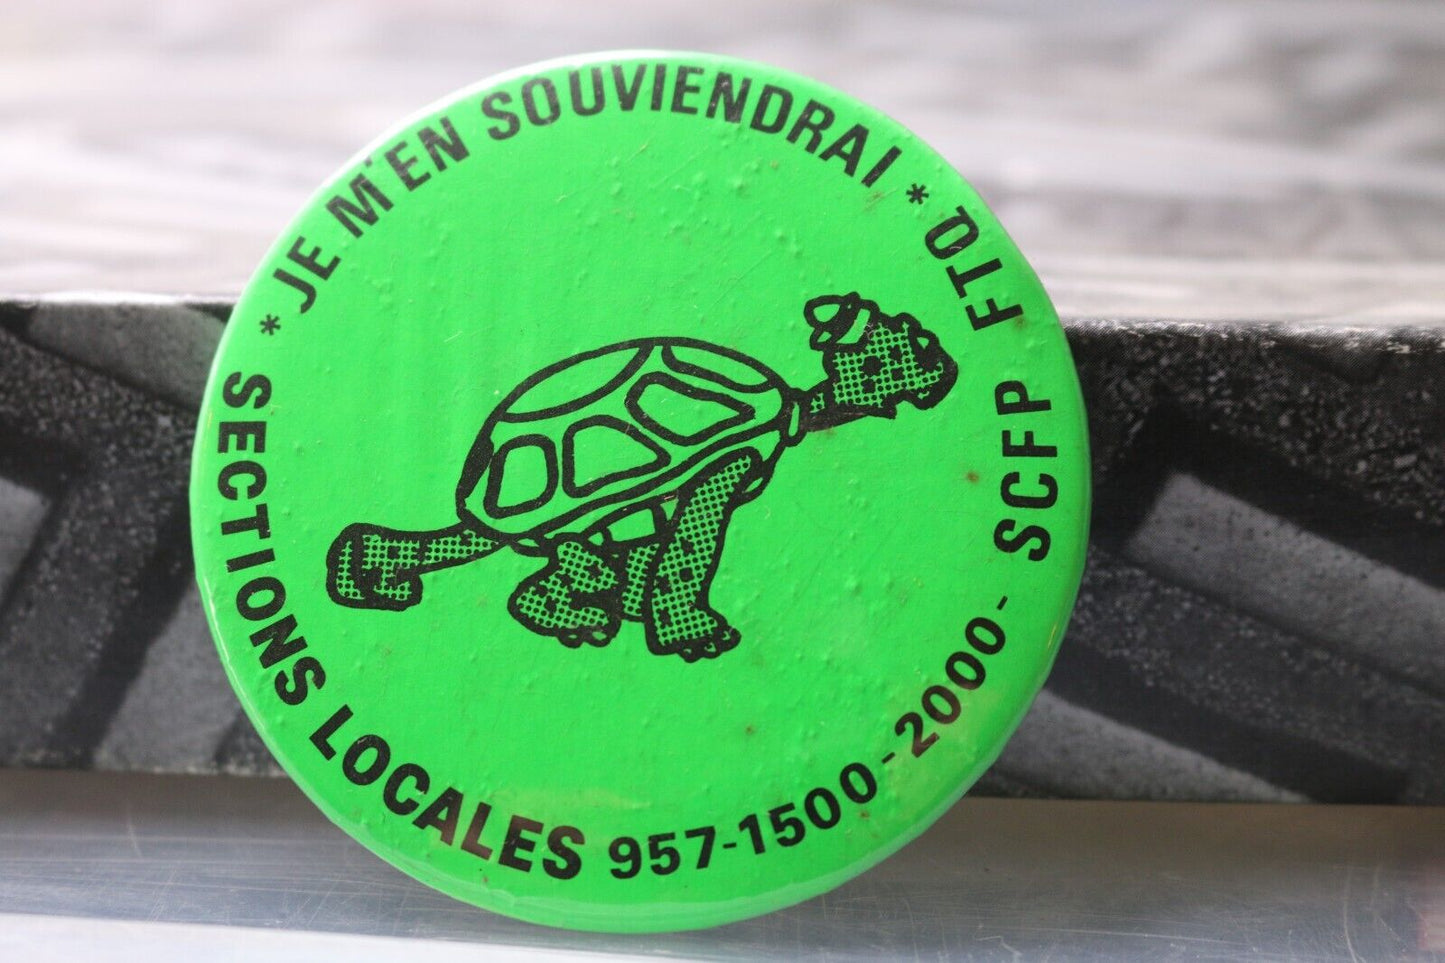 * JE M'EN SOUVIENDRAI *
SECTIONS LOCALES 957-1500-2000- SCFP FTQ